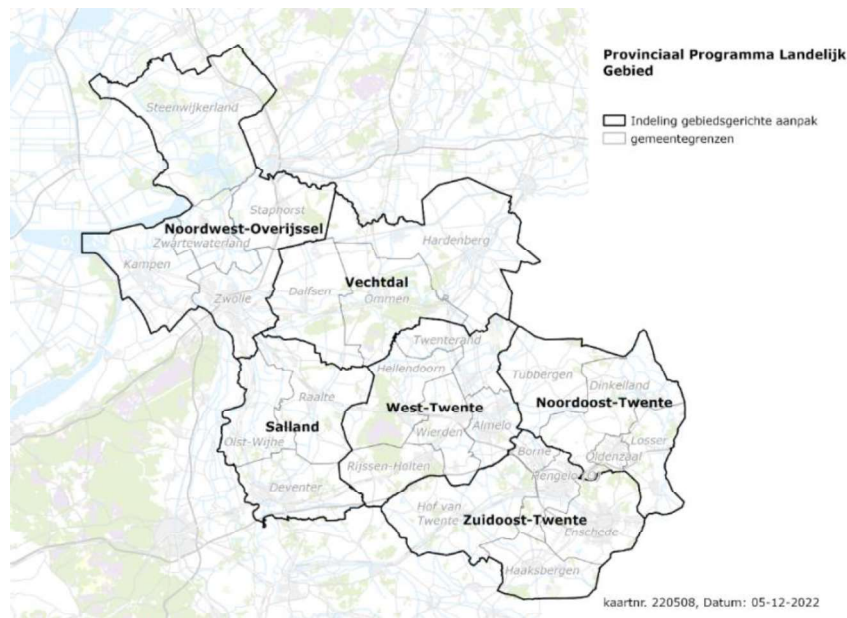 Provinciaal Programma Landelijk
Gebied
Indeling gebiedsgerichte aanpak
gemeentegrenzen
Steenwijkerland
Staphorst
Noordwest-Overijssel
Zwartewaterland
Kampen
Hardenberg
Zwolle
Vechtdal
Dalfsen
Ommen
Twenterand
Hellendoorn
Tubbergen
Dinkelland
Raalte
Noordoost-Twente
West-Twente
Salland
Almelo
Wierden
Olst-Wijhe
Losser
Borne
Oldenzaal
Rijssen-Holten
Hengelo
Deventer
Hof van
Twente
Zuidoost-Twente
Enschede
Haaksbergen
kaartnr. 220508, Datum: 05-12-2022